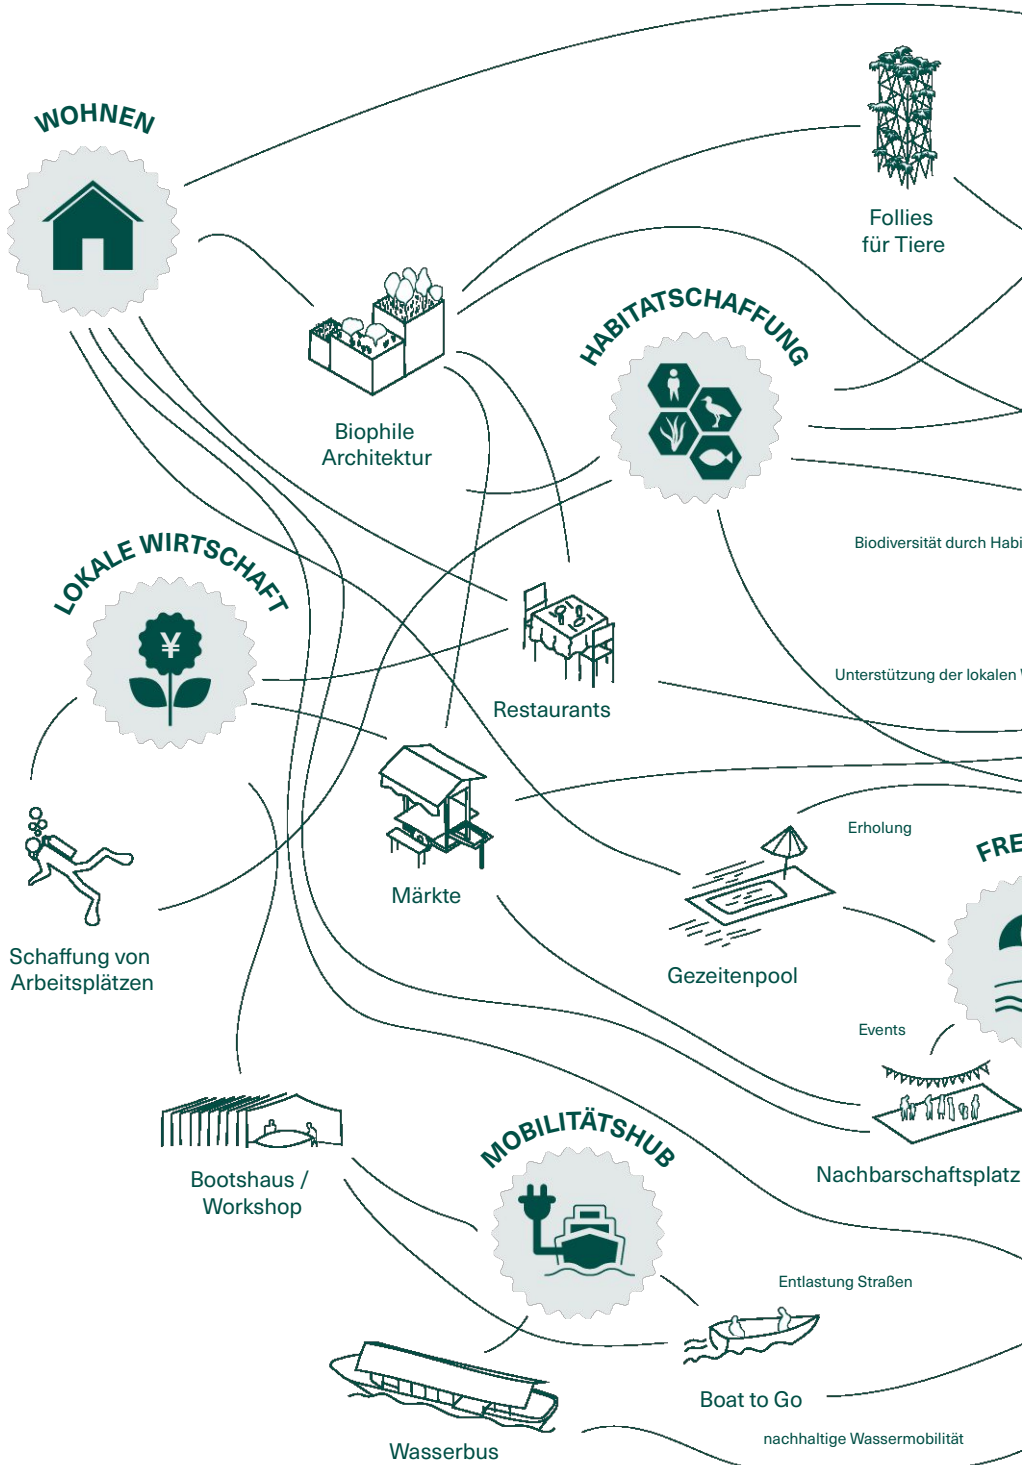 WOHNEN
Follies
für Tiere
HABITATSCHAFFUNG
Biophile
Architektur
LOKALE WIRTSCHAFT
¥
Biodiversität durch Habi
Unterstützung der lokalen W
Restaurants
Märkte
Erholung
FRE
Schaffung von
Arbeitsplätzen
Gezeitenpool
Events
Nachbarschaftsplatz
MOBILITÄTSHUB
Bootshaus /
Workshop
Entlastung Straßen
Boat to Go
nachhaltige Wassermobilität
Wasserbus